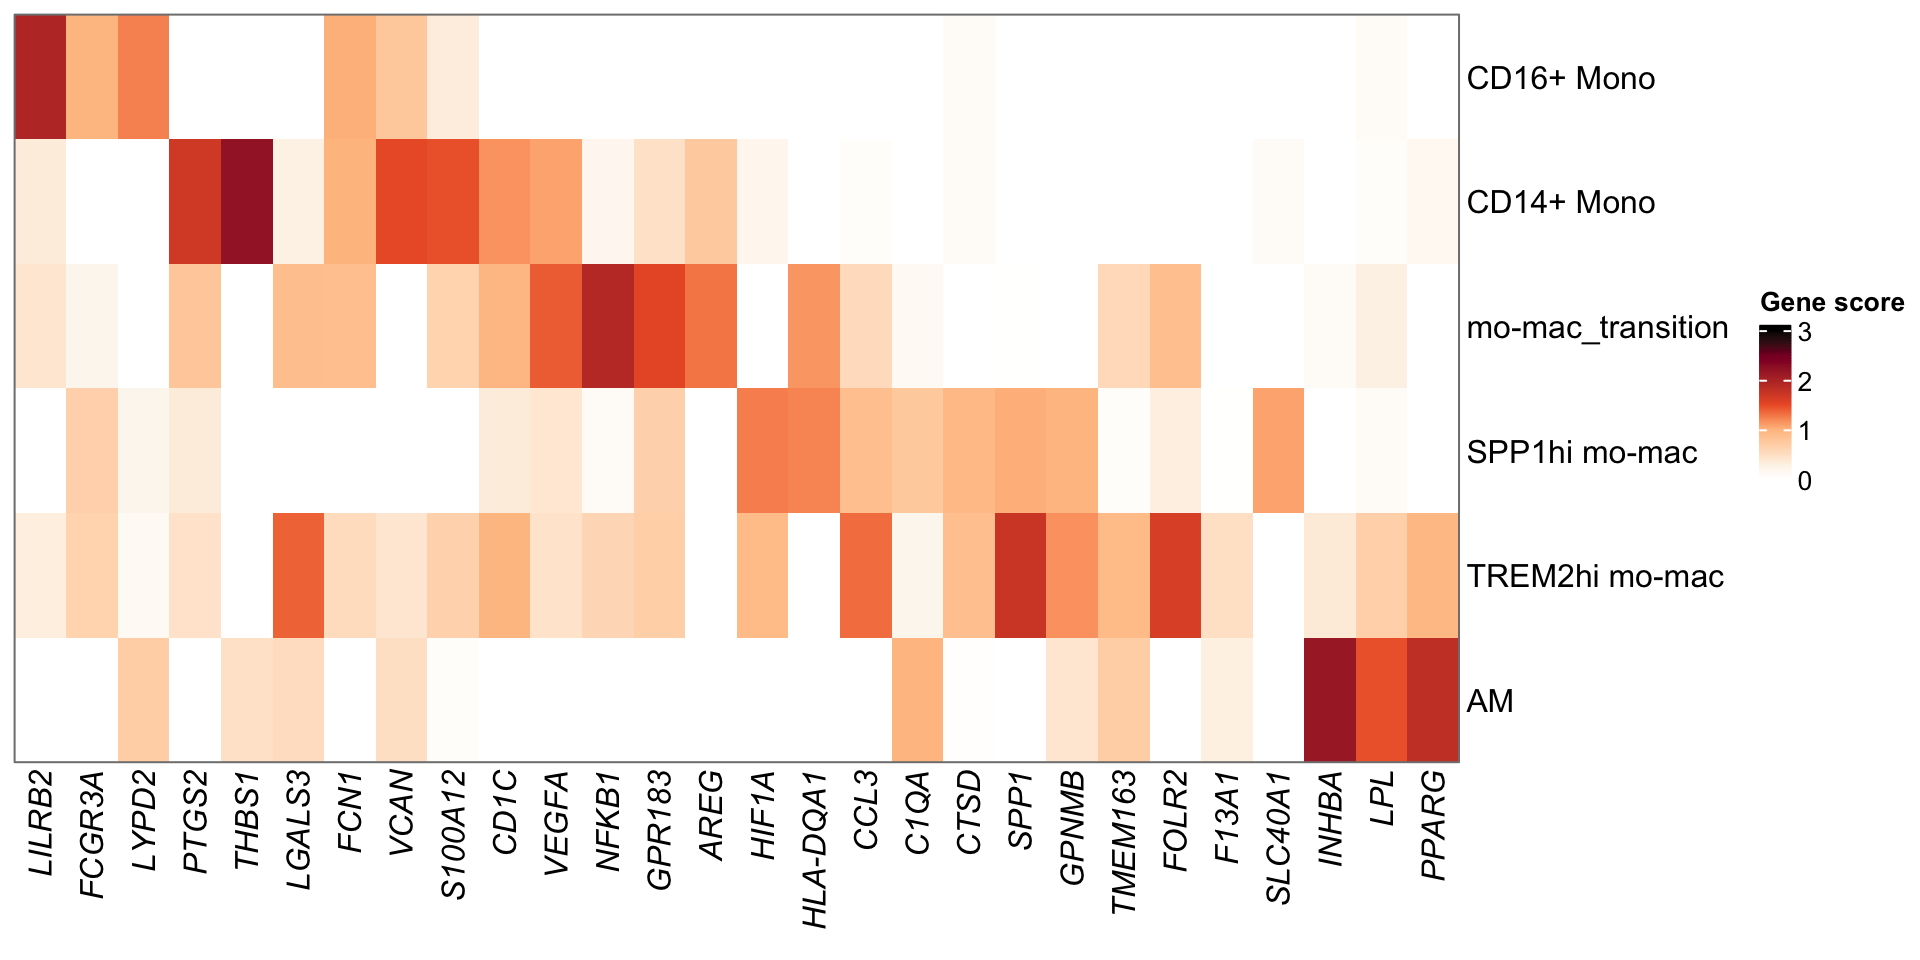 CD16+ Mono
CD14+ Mono
mo-mac_transition
SPP1hi mo-mac
TREM2hi mo-mac
AM
Gene score
3
2
1
0
LILRB2
FCGR3A
LYPD2
PTGS2
THBS1
LGALS3
FCN1
VCAN
S100A12
CD1C
VEGFA
NFKB1
GPR183
AREG
HIF1A
HLA-DQA1
CCL3
C1QA
CTSD
SPP1
GPNMB
TMEM163
FOLR2
F13A1
SLC40A1
INHBA
LPL
PPARG